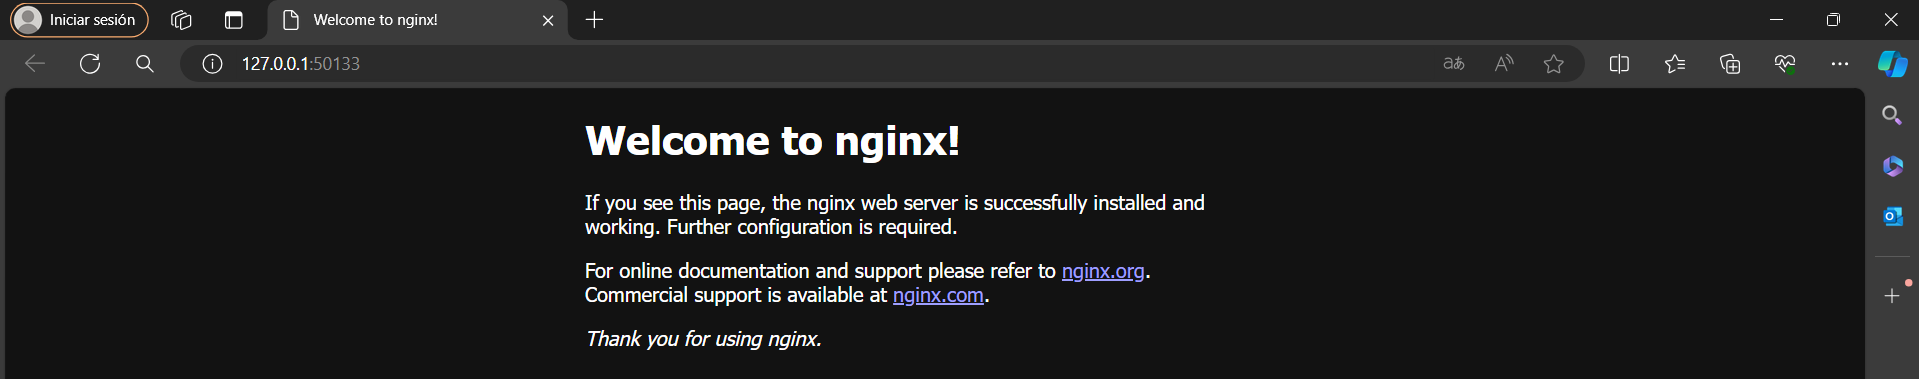 Iniciar sesión
Welcome to nginx!
127.0.0.1:50133
Welcome to nginx!
If you see this page, the nginx web server is successfully installed and
working. Further configuration is required.
For online documentation and support please refer to nginx.org.
Commercial support is available at nginx.com.
Thank you for using nginx.